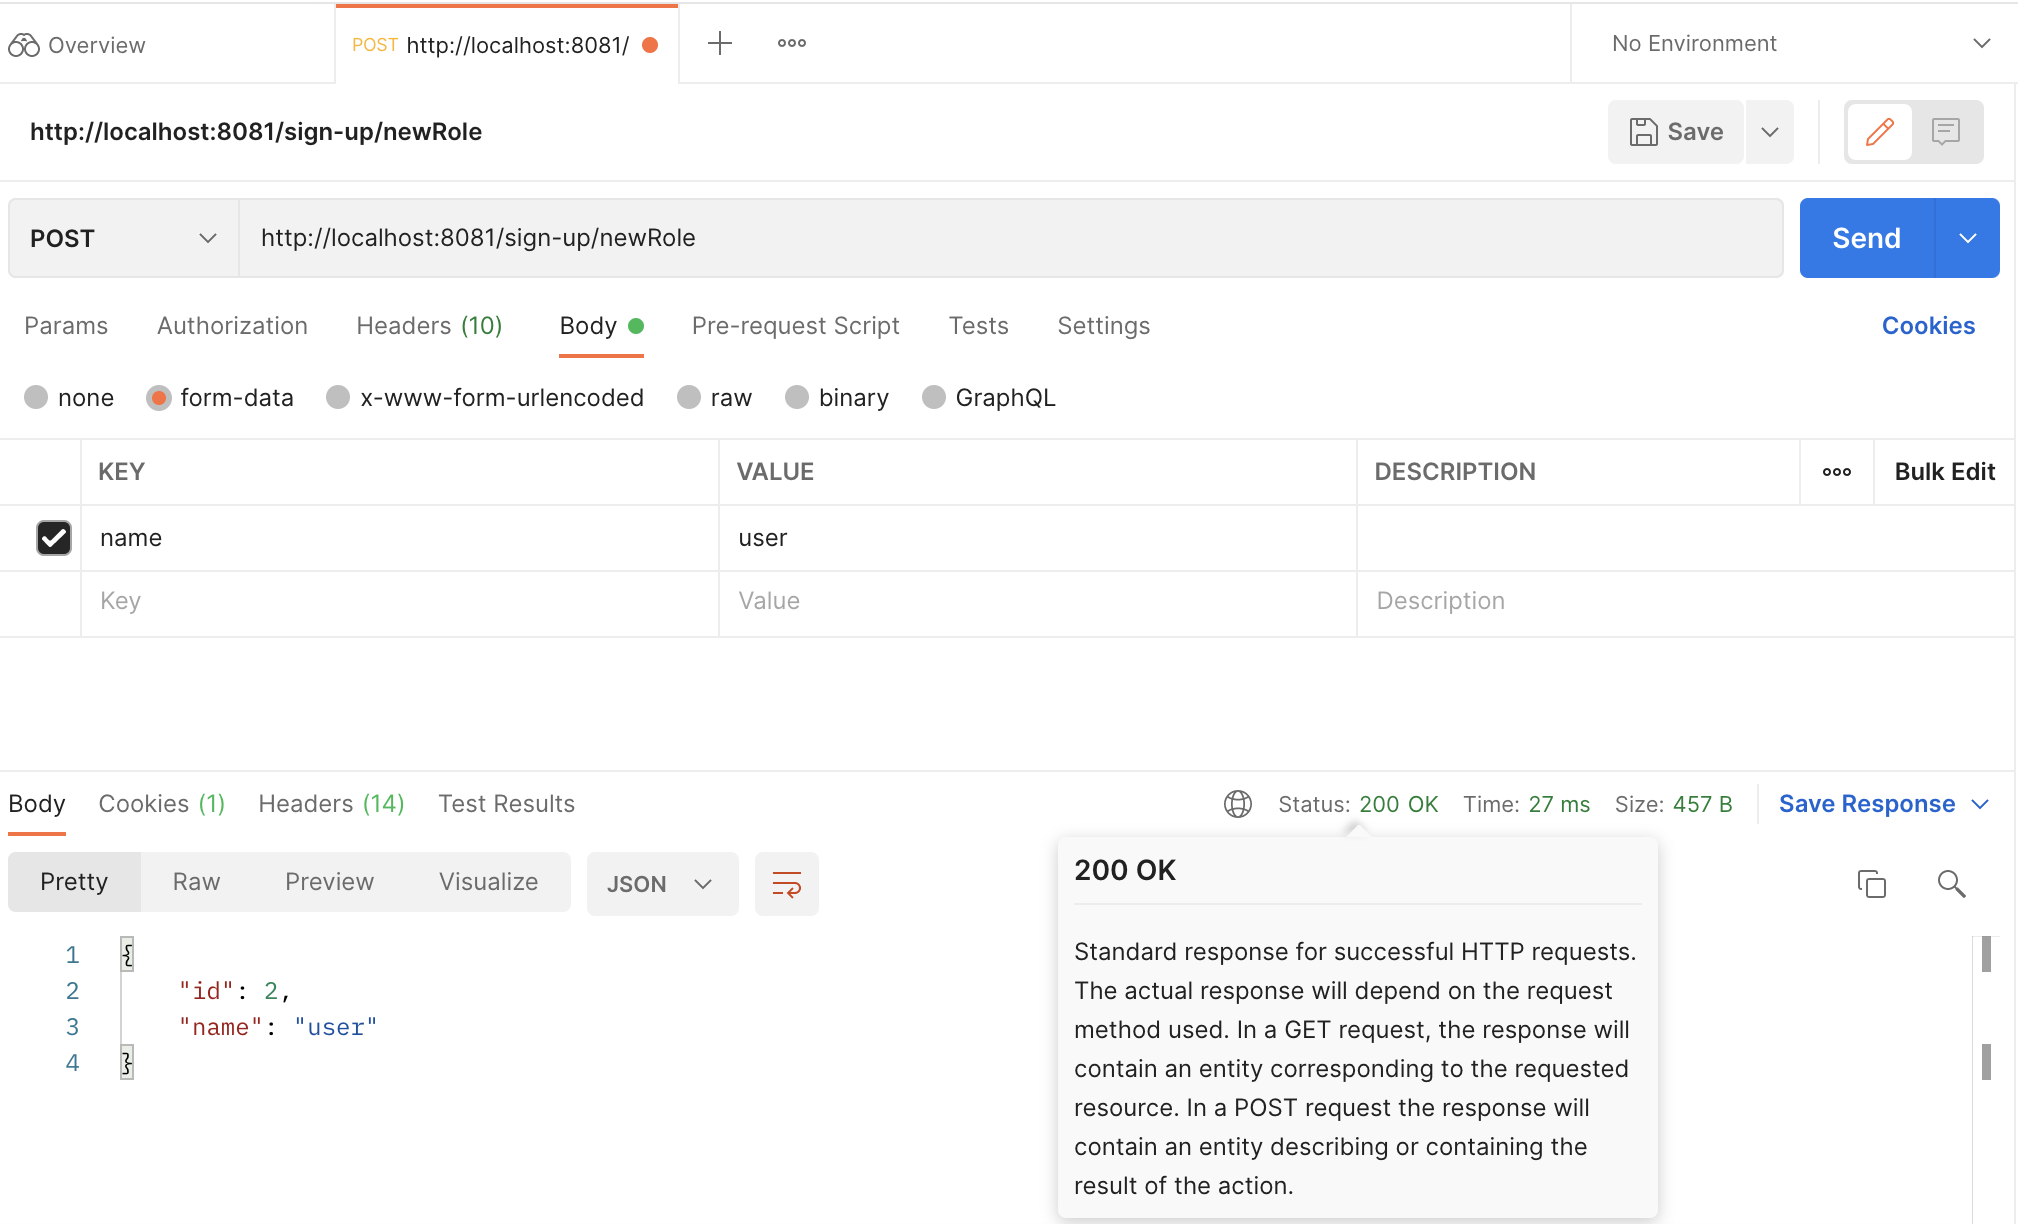 Overview
POST http://localhost:8081/
No Environment
http://localhost:8081/sign-up/newRole
Save
POST
http://localhost:8081/sign-up/newRole
Send
Params Authorization Headers (10) Body Pre-request Script Tests Settings Cookies
none form-data x-www-form-urlencoded raw binary GraphQL
KEY VALUE DESCRIPTION Bulk Edit
name user
Key Value Description
Body Cookies (1) Headers (14) Test Results Status: 200 OK Time: 27 ms Size: 457 B Save Response
Pretty Raw Preview Visualize JSON
1 {
2 "id": 2,
3 "name": "user"
4 }
200 OK
Standard response for successful HTTP requests.
The actual response will depend on the request
method used. In a GET request, the response will
contain an entity corresponding to the requested
resource. In a POST request the response will
contain an entity describing or containing the
result of the action.